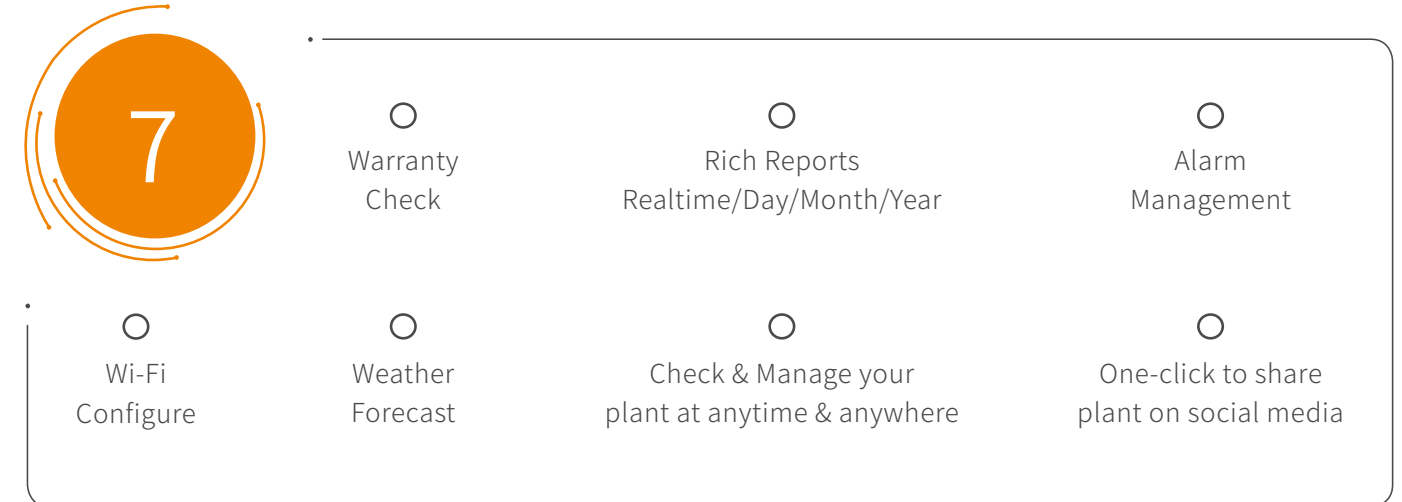 7
Warranty
Check
Rich Reports
Realtime/Day/Month/Year
Alarm
Management
Wi-Fi
Configure
Weather
Forecast
Check & Manage your
plant at anytime & anywhere
One-click to share
plant on social media